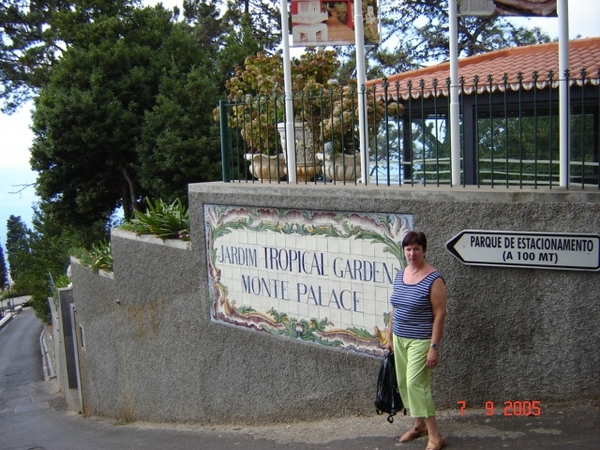 JARDIM TROPICAL GARDEN
MONTE PALACE
PARQUE DE ESTACIONAMENTO
(A 100 MT)
7 9 2005